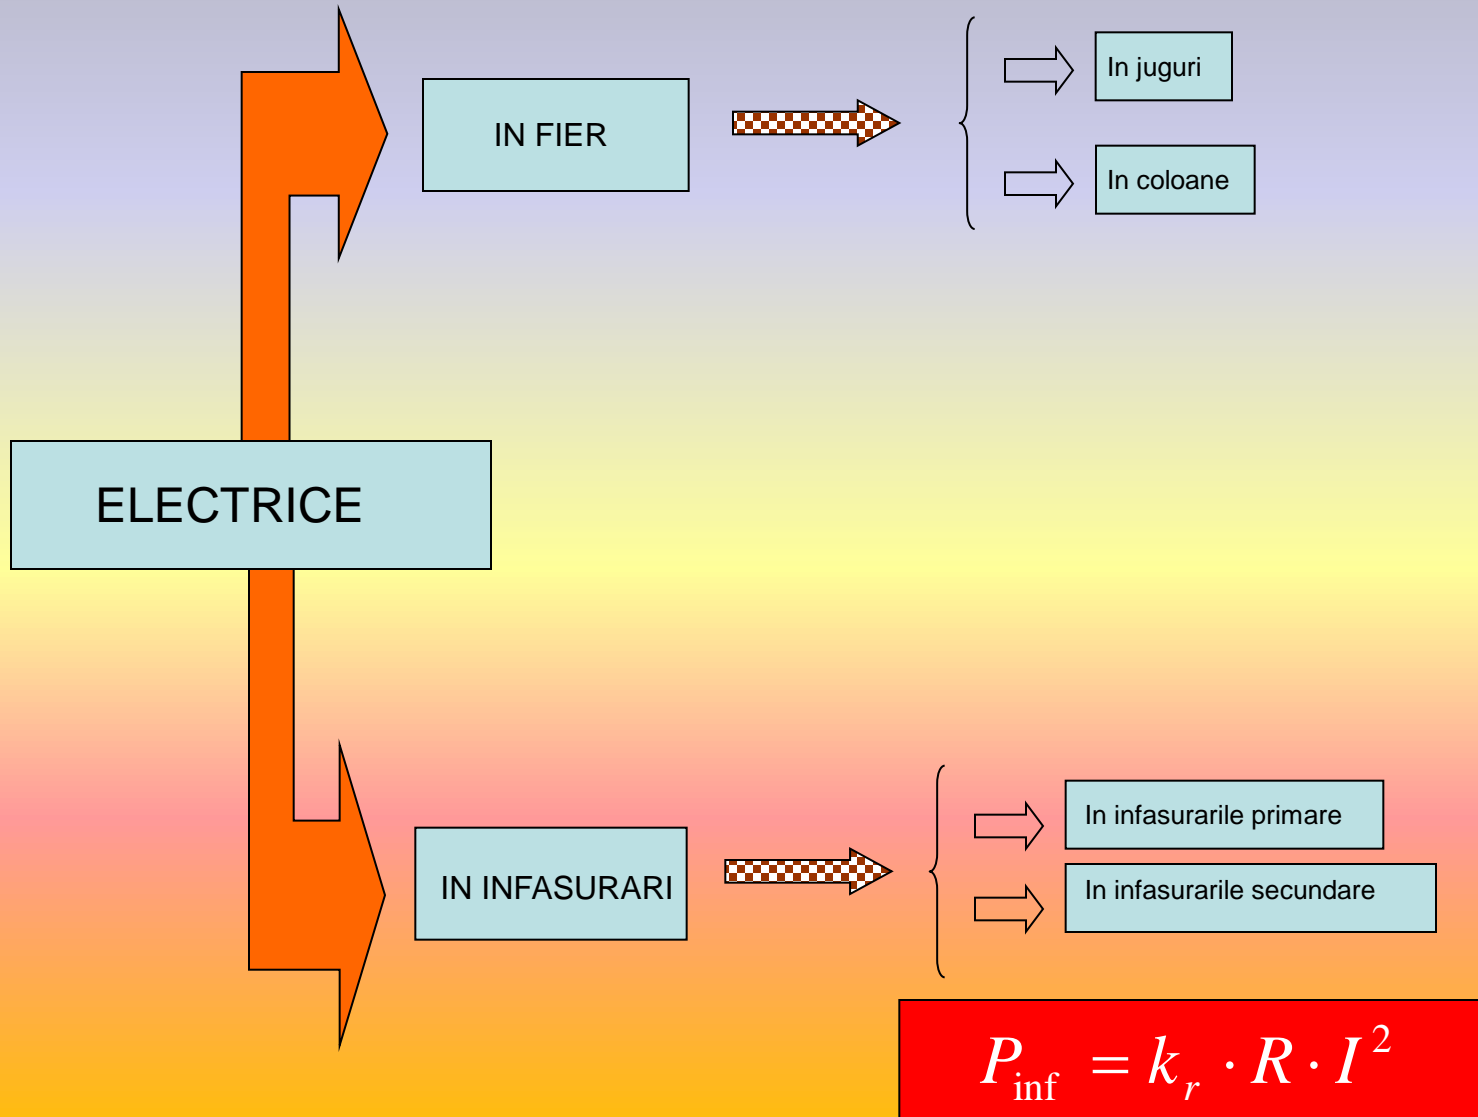 IN FIER
In juguri
In coloane
ELECTRICE
IN INFASURARI
In infasurarile primare
In infasurarile secundare
P_inf = k_r · R · I^2